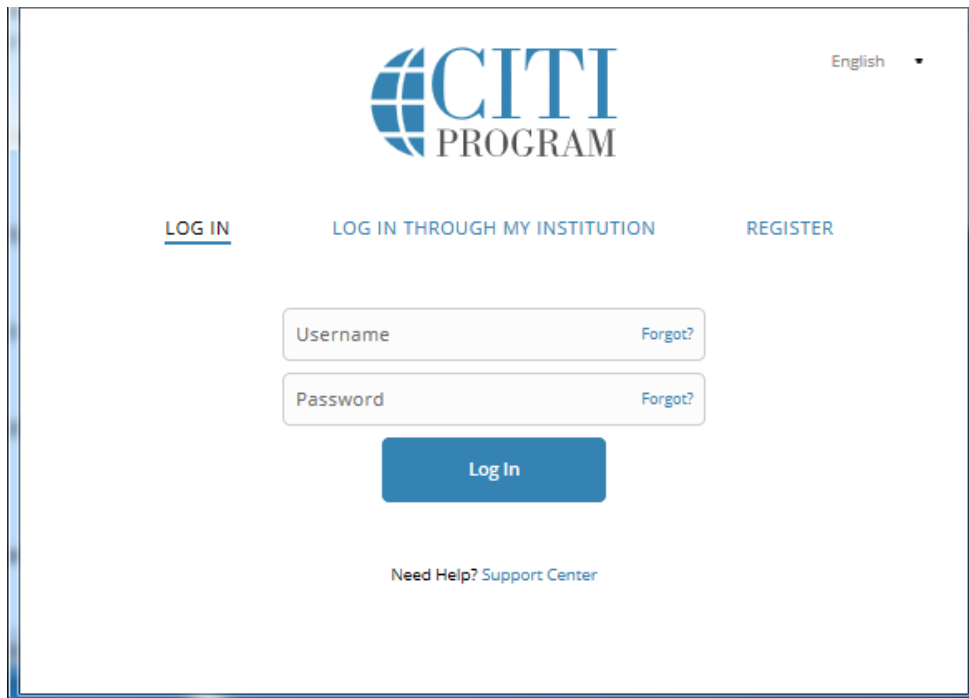 CITI
PROGRAM
English
LOG IN
LOG IN THROUGH MY INSTITUTION
REGISTER
Username
Forgot?
Password
Forgot?
Log In
Need Help? Support Center